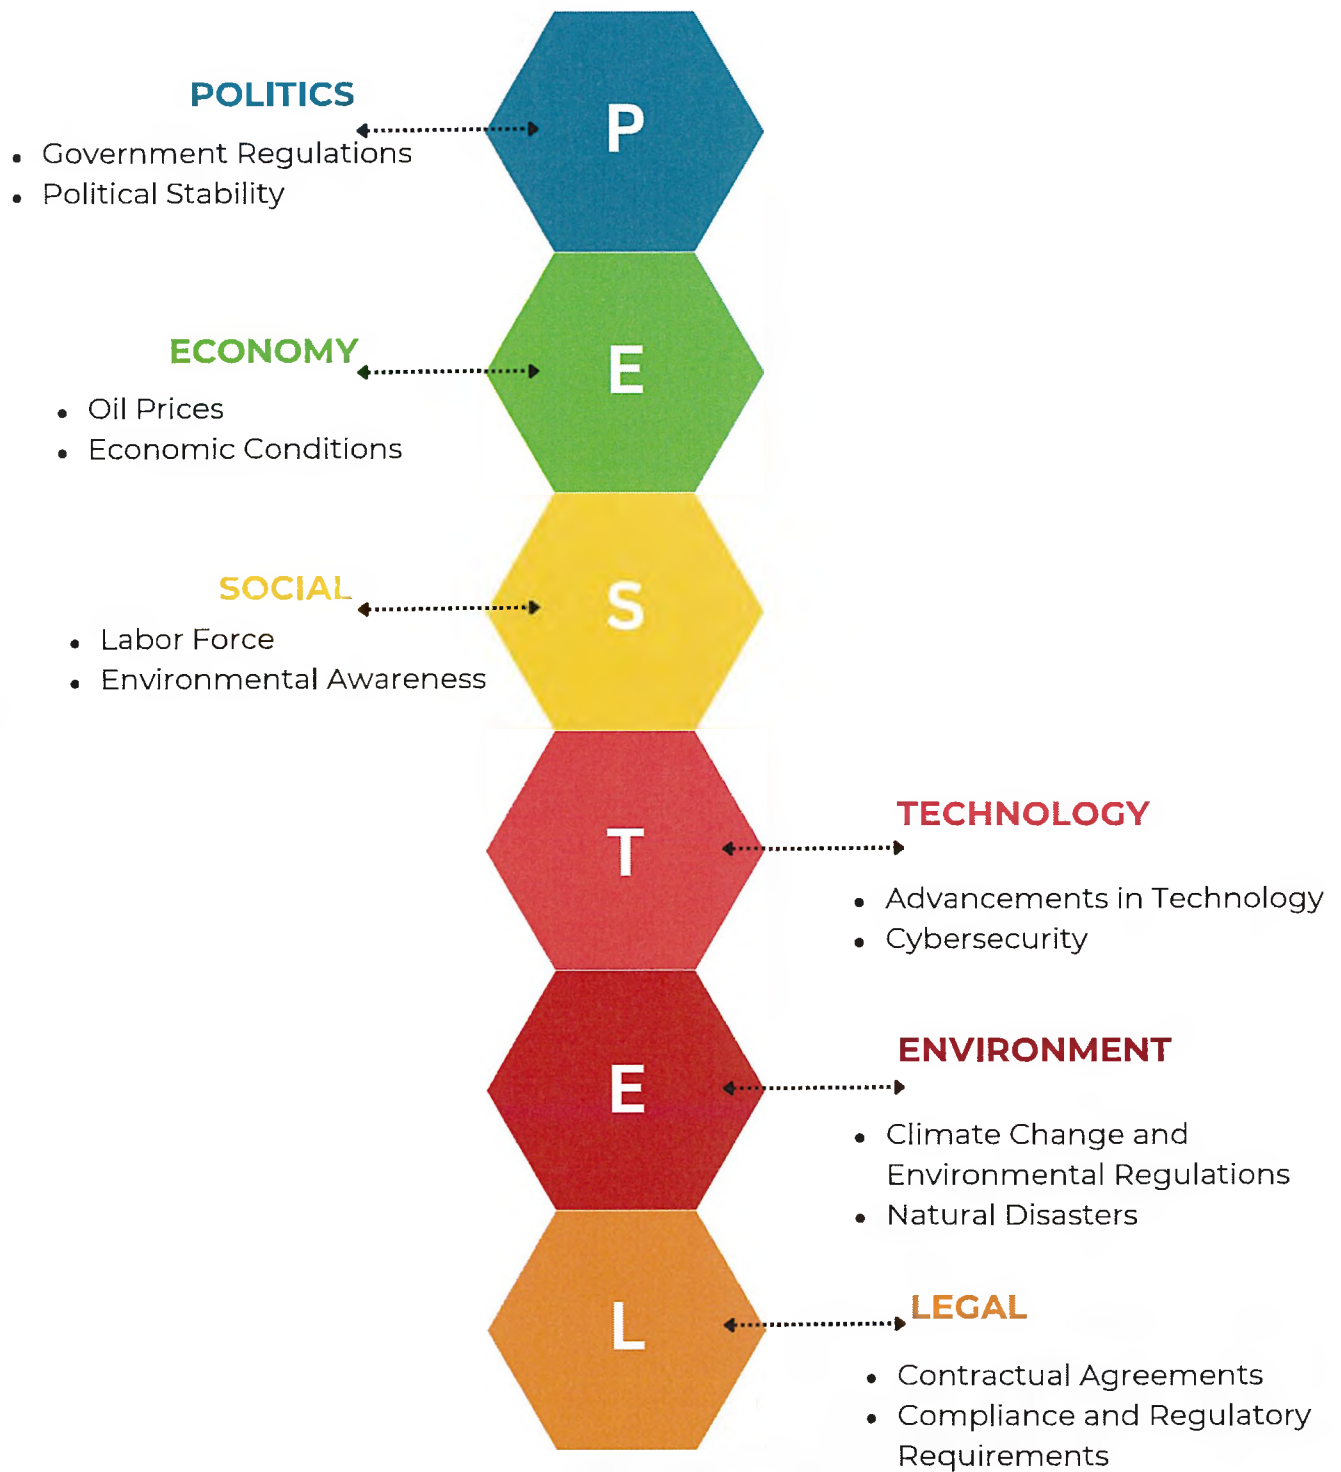 P
POLITICS
• Government Regulations
• Political Stability
E
ECONOMY
• Oil Prices
• Economic Conditions
S
SOCIAL
• Labor Force
• Environmental Awareness
T
TECHNOLOGY
• Advancements in Technology
• Cybersecurity
E
ENVIRONMENT
• Climate Change and
Environmental Regulations
• Natural Disasters
L
LEGAL
• Contractual Agreements
• Compliance and Regulatory
Requirements